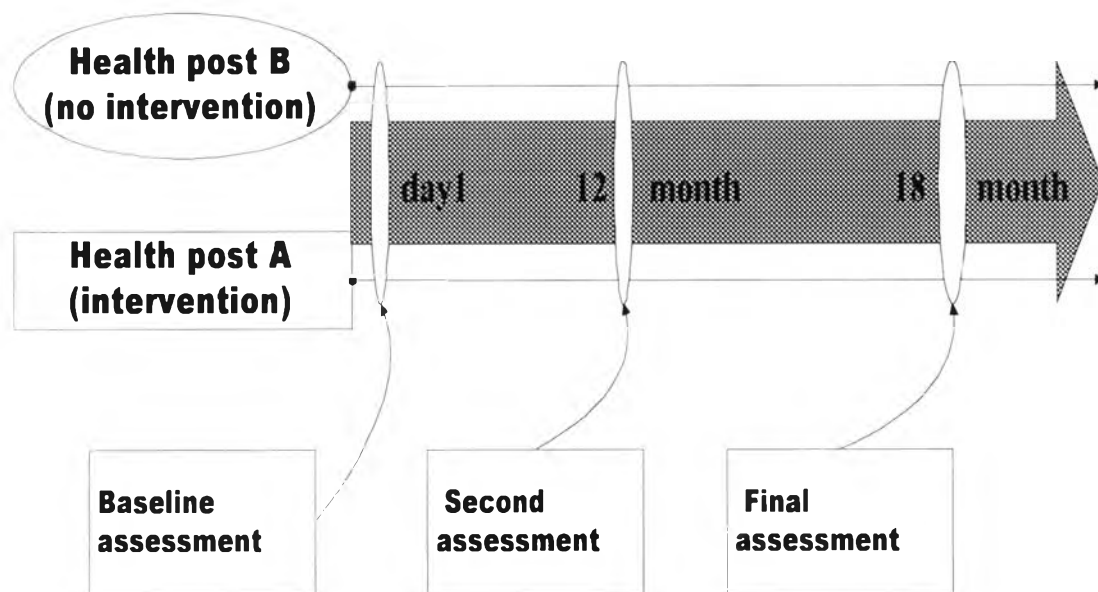 Health post B
(no intervention)
day1 12 month 18 month
Health post A
(intervention)
Baseline
assessment
Second
assessment
Final
assessment